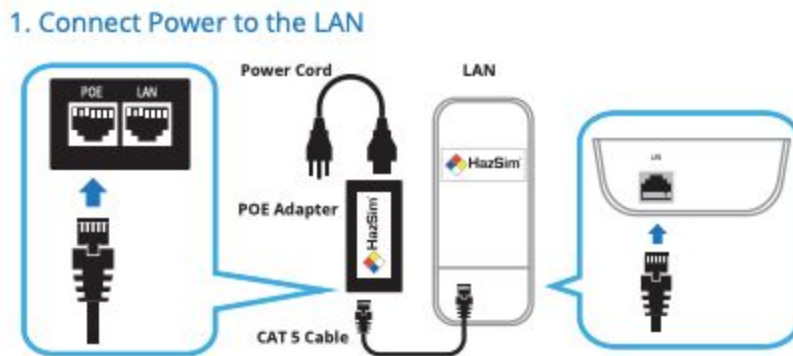 1. Connect Power to the LAN
Power Cord
LAN
POE LAN
HazSim
LAN
POE Adapter
HazSim
CAT 5 Cable